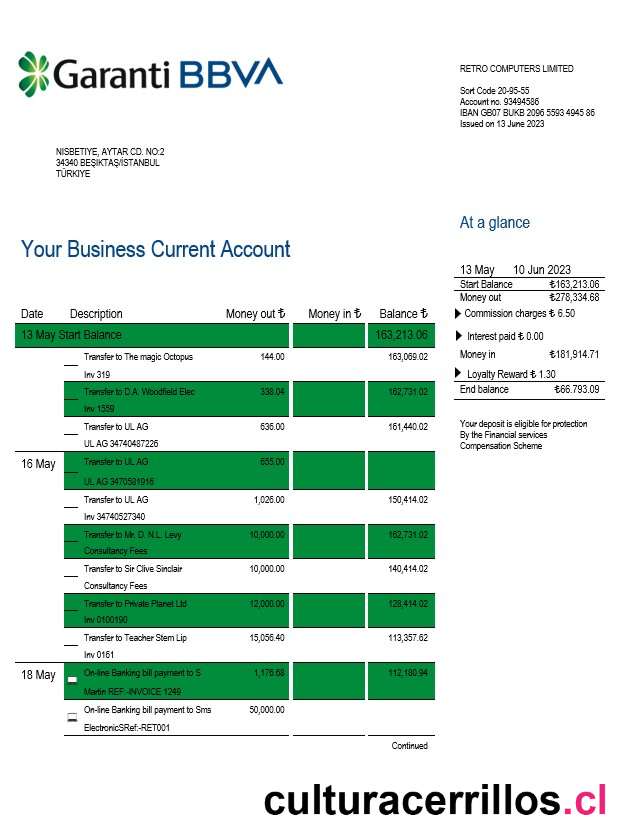 Garanti BBVA
RETRO COMPUTERS LIMITED
Sort Code 20-95-55
Account no. 93494586
IBAN GB07 BUKB 2096 5593 4945 86
Issued on 13 June 2023
NISBETIYE, AYTAR CD. NO:2
34340 BEŞİKTAŞ/İSTANBUL
TÜRKIYE
At a glance
Your Business Current Account
13 May 10 Jun 2023
Start Balance ₺163,213.06
Money out ₺278,334.68
Commission charges ₺ 6.50
Interest paid ₺ 0.00
Money in ₺181,914.71
Loyalty Reward ₺ 1.30
End balance ₺66.793.09
Your deposit is eligible for protection
By the Financial services
Compensation Scheme
Date Description Money out ₺ Money in ₺ Balance ₺
13 May Start Balance 163,213.06
Transfer to The magic Octopus 144.00 163,069.02
Inv 319
Transfer to D.A. Woodfield Elec 338.04 162,731.02
Inv 1359
Transfer to UL AG 636.00 161,440.02
UL AG 34740487226
16 May Transfer to UL AG 655.00
UL AG 3470581916
Transfer to UL AG 1,026.00 150,414.02
Inv 34740527340
Transfer to Mr. D. N.L. Levy 10,000.00 162,731.02
Consultancy Fees
Transfer to Sir Clive Sinclair 10,000.00 140,414.02
Consultancy Fees
Transfer to Private Planet Ltd 12,000.00 128,414.02
Inv 0100190
Transfer to Teacher Stem Lip 15,056.40 113,357.62
Inv 0161
18 May On-line Banking bill payment to S 1,176.68 112,180.94
Martin REF:-INVOICE 1249
On-line Banking bill payment to Sms 50,000.00
ElectronicSRef:-RET001
Continued
culturacerrillos.cl